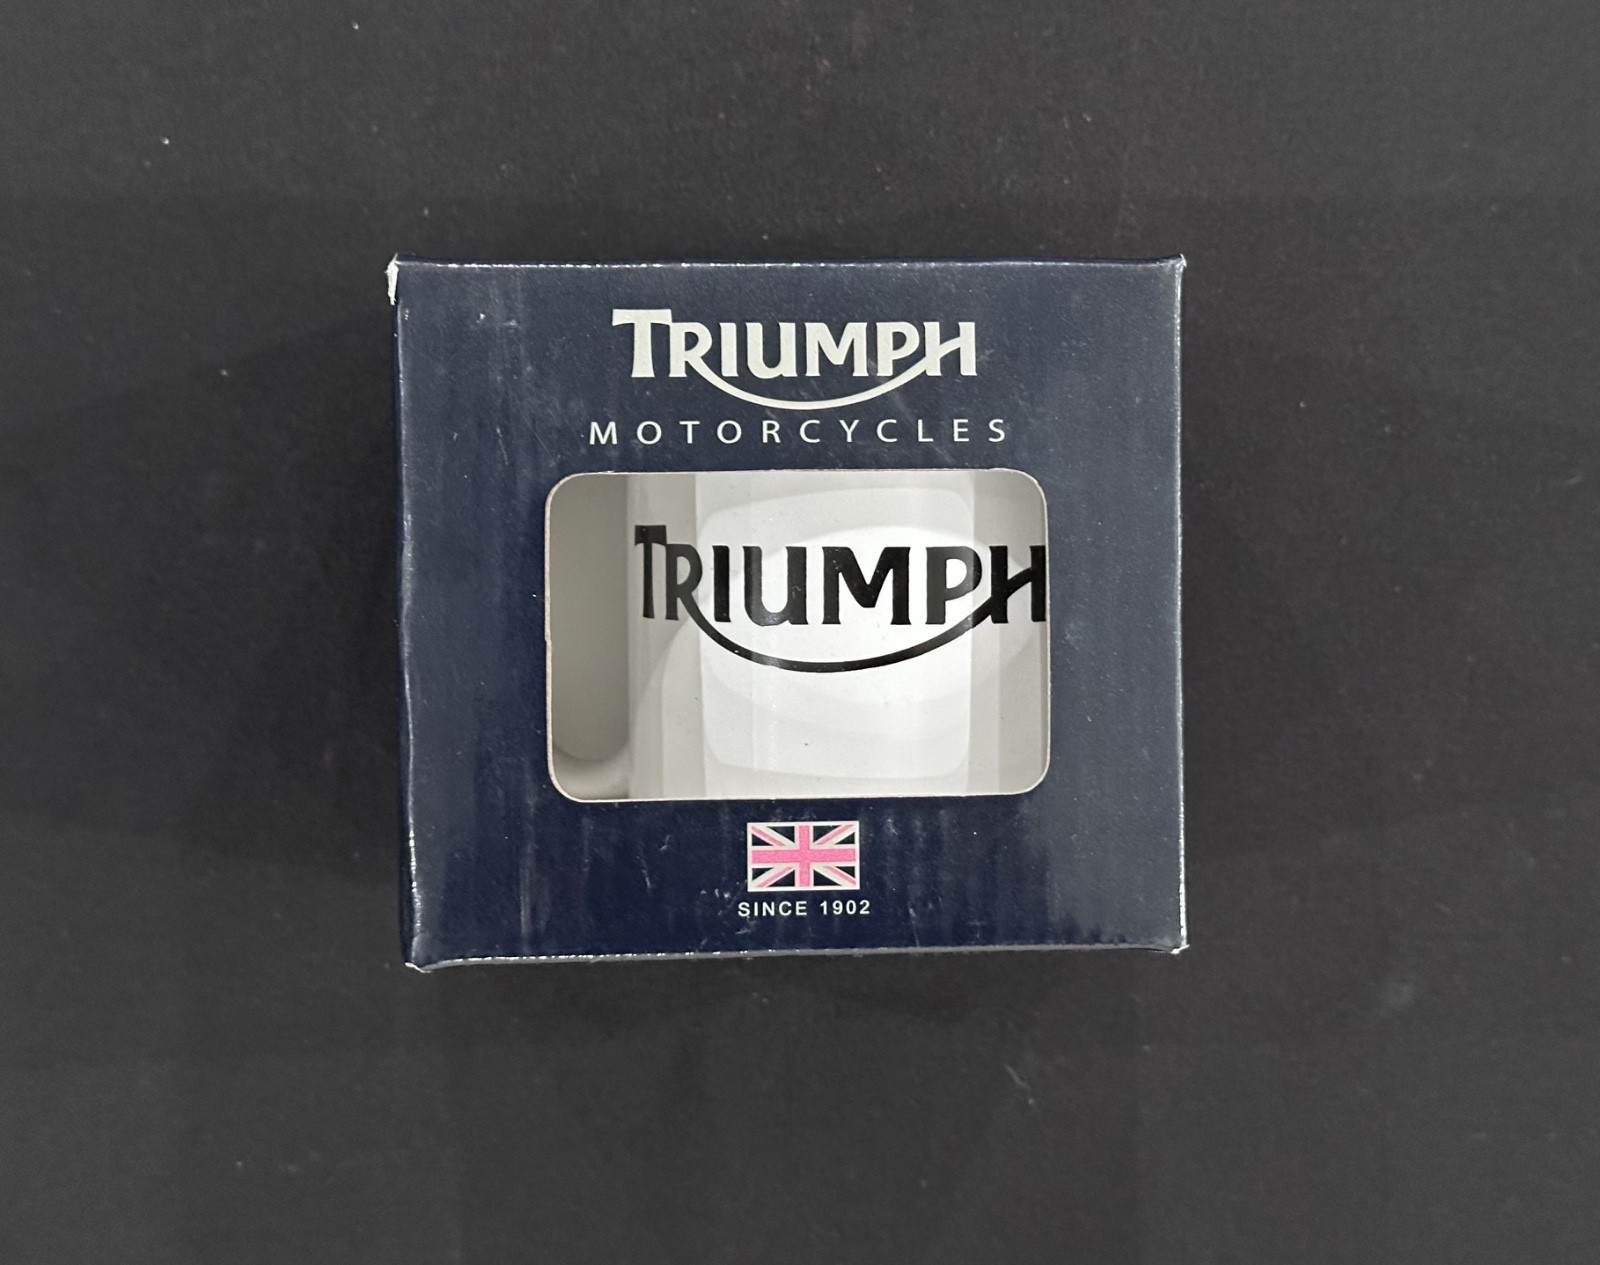 TRIUMPH
MOTORCYCLES
TRIUMPH
SINCE 1902